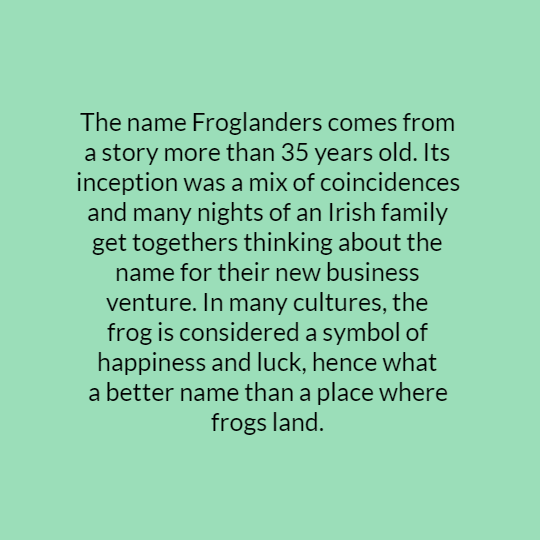 The name Froglanders comes from
a story more than 35 years old. Its
inception was a mix of coincidences
and many nights of an Irish family
get togethers thinking about the
name for their new business
venture. In many cultures, the
frog is considered a symbol of
happiness and luck, hence what
a better name than a place where
frogs land.